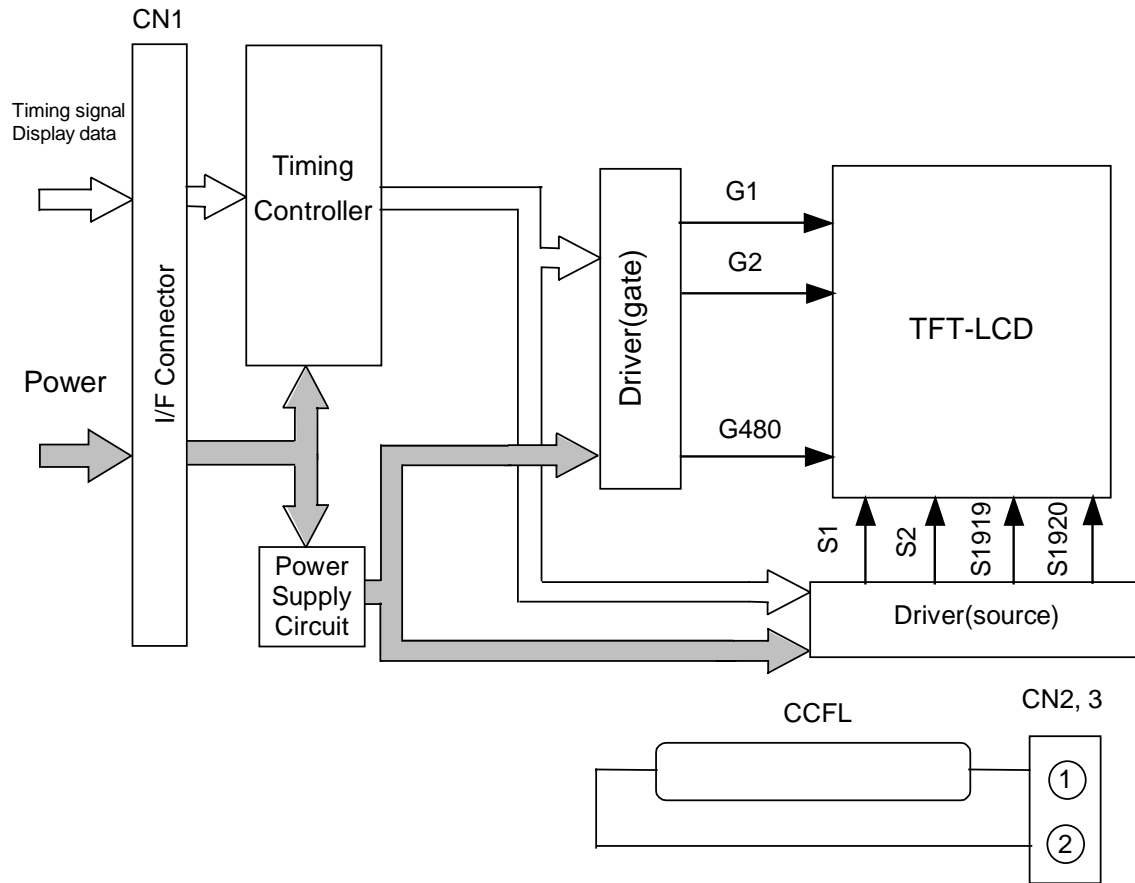 CN1
Timing signal
Display data
I/F Connector
Timing
Controller
Power
Power
Supply
Circuit
Driver(gate)
G1
G2
G480
TFT-LCD
S1
S2
S1919
S1920
Driver(source)
CCFL
CN2, 3
1
2